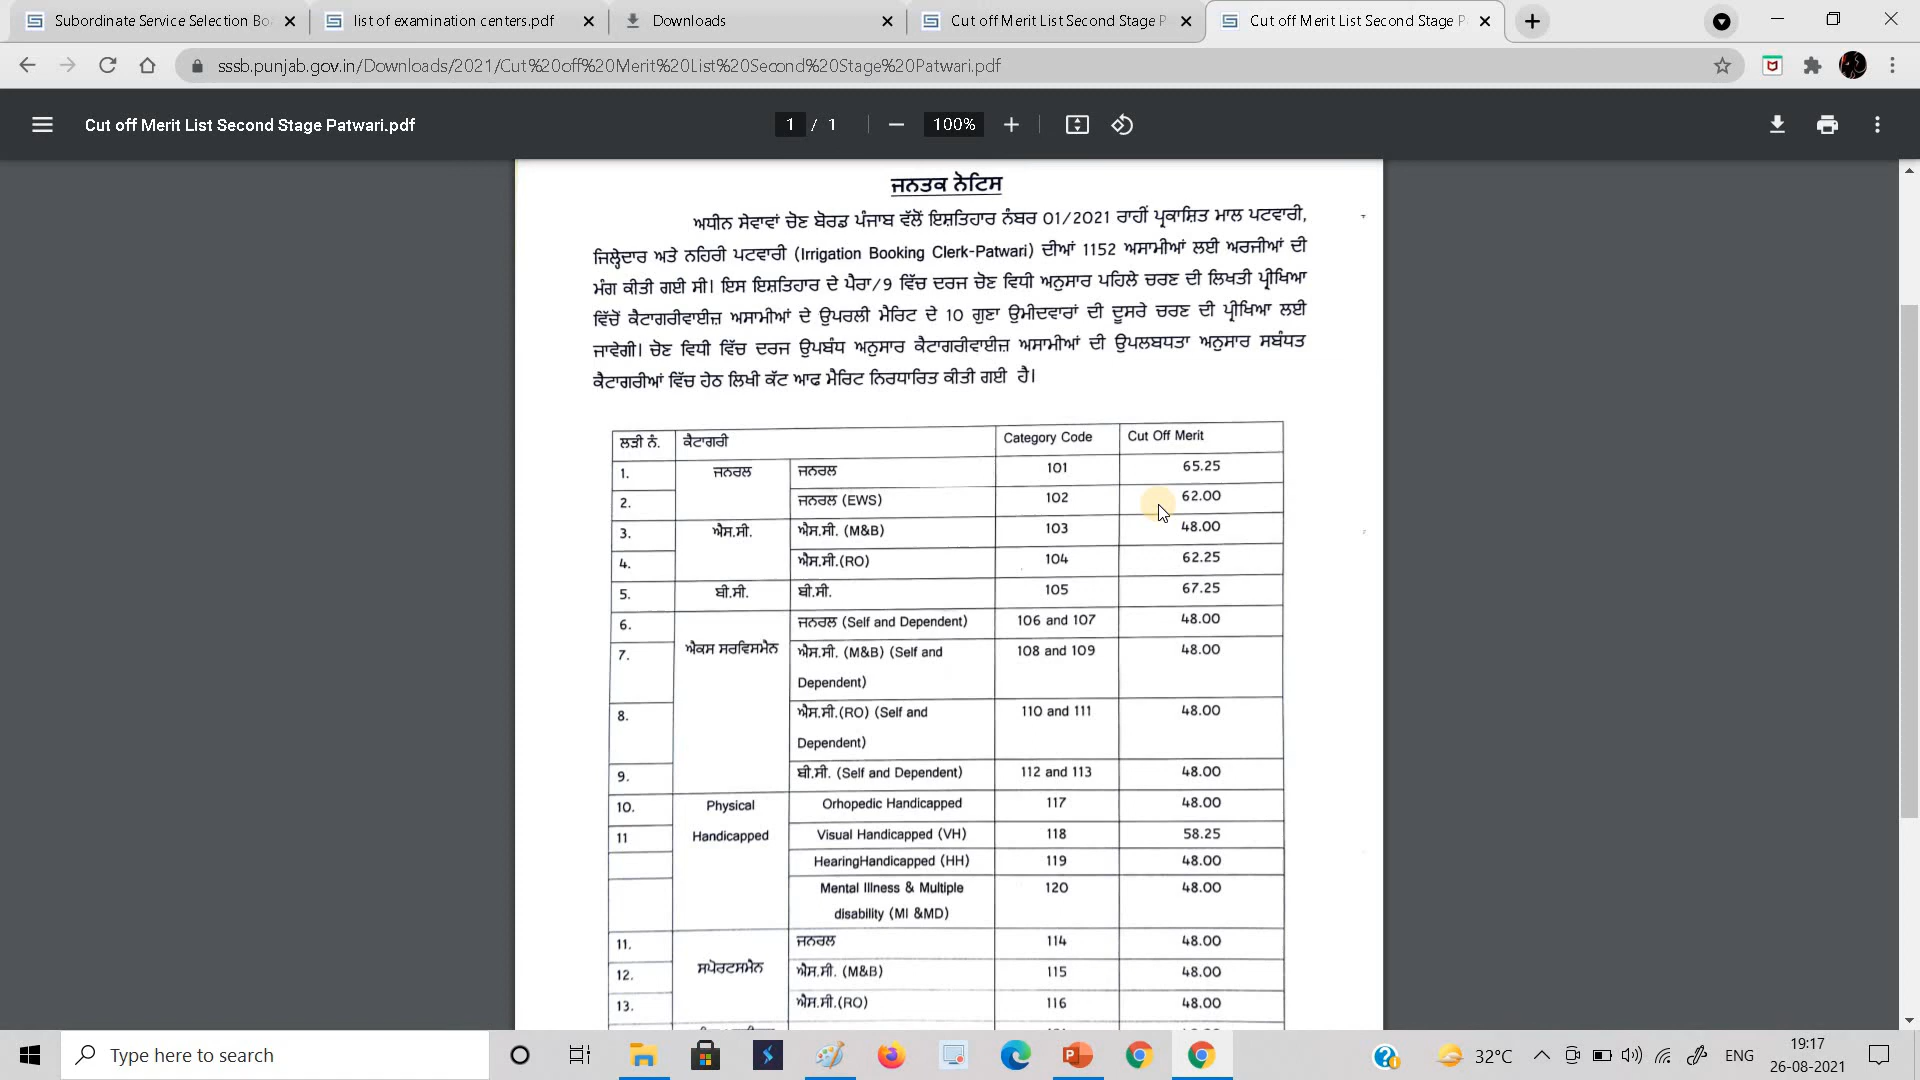 Subordinate Service Selection Bo
list of examination centers.pdf
Downloads
Cut off Merit List Second Stage P
Cut off Merit List Second Stage P
sssb.punjab.gov.in/Downloads/2021/Cut%20off%20Merit%20List%20Second%20Stage%20Patwari.pdf
Cut off Merit List Second Stage Patwari.pdf
1 / 1
100%
ਜਨਤਕ ਨੋਟਿਸ
ਅਧੀਨ ਸੇਵਾਵਾਂ ਚੋਣ ਬੋਰਡ ਪੰਜਾਬ ਵੱਲੋਂ ਇਸ਼ਤਿਹਾਰ ਨੰਬਰ 01/2021 ਰਾਹੀਂ ਪ੍ਰਕਾਸ਼ਿਤ ਮਾਲ ਪਟਵਾਰੀ,
ਜਿਲ੍ਹੇਦਾਰ ਅਤੇ ਨਹਿਰੀ ਪਟਵਾਰੀ (Irrigation Booking Clerk-Patwari) ਦੀਆਂ 1152 ਅਸਾਮੀਆਂ ਲਈ ਅਰਜੀਆਂ ਦੀ
ਮੰਗ ਕੀਤੀ ਗਈ ਸੀ। ਇਸ ਇਸ਼ਤਿਹਾਰ ਦੇ ਪੈਰਾ/9 ਵਿੱਚ ਦਰਜ ਚੋਣ ਵਿਧੀ ਅਨੁਸਾਰ ਪਹਿਲੇ ਚਰਣ ਦੀ ਲਿਖਤੀ ਪ੍ਰੀਖਿਆ
ਵਿੱਚੋਂ ਕੈਟਾਗਰੀਵਾਈਜ਼ ਅਸਾਮੀਆਂ ਦੇ ਉਪਰਲੀ ਮੈਰਿਟ ਦੇ 10 ਗੁਣਾ ਉਮੀਦਵਾਰਾਂ ਦੀ ਦੂਸਰੇ ਚਰਣ ਦੀ ਪ੍ਰੀਖਿਆ ਲਈ
ਜਾਵੇਗੀ। ਚੋਣ ਵਿਧੀ ਵਿੱਚ ਦਰਜ ਉਪਬੰਧ ਅਨੁਸਾਰ ਕੈਟਾਗਰੀਵਾਈਜ਼ ਅਸਾਮੀਆਂ ਦੀ ਉਪਲਬਧਤਾ ਅਨੁਸਾਰ ਸਬੰਧਤ
ਕੈਟਾਗਰੀਆਂ ਵਿੱਚ ਹੇਠ ਲਿਖੀ ਕੱਟ ਆਫ ਮੈਰਿਟ ਨਿਰਧਾਰਿਤ ਕੀਤੀ ਗਈ ਹੈ।
ਲੜੀ ਨੰ. ਕੈਟਾਗਰੀ Category Code Cut Off Merit
1. ਜਨਰਲ ਜਨਰਲ 101 65.25
2. ਜਨਰਲ (EWS) 102 62.00
3. ਐਸ.ਸੀ. ਐਸ.ਸੀ. (M&B) 103 48.00
4. ਐਸ.ਸੀ.(RO) 104 62.25
5. ਬੀ.ਸੀ. ਬੀ.ਸੀ. 105 67.25
6. ਜਨਰਲ (Self and Dependent) 106 and 107 48.00
7. ਐਕਸ ਸਰਵਿਸਮੈਨ ਐਸ.ਸੀ. (M&B) (Self and 108 and 109 48.00
Dependent)
8. ਐਸ.ਸੀ.(RO) (Self and 110 and 111 48.00
Dependent)
9. ਬੀ.ਸੀ. (Self and Dependent) 112 and 113 48.00
10. Physical Orhopedic Handicapped 117 48.00
11 Handicapped Visual Handicapped (VH) 118 58.25
HearingHandicapped (HH) 119 48.00
Mental Illness & Multiple 120 48.00
disability (MI &MD)
11. ਜਨਰਲ 114 48.00
12. ਸਪੋਰਟਸਮੈਨ ਐਸ.ਸੀ. (M&B) 115 48.00
13. ਐਸ.ਸੀ.(RO) 116 48.00
Type here to search
32°C
ENG
19:17
26-08-2021